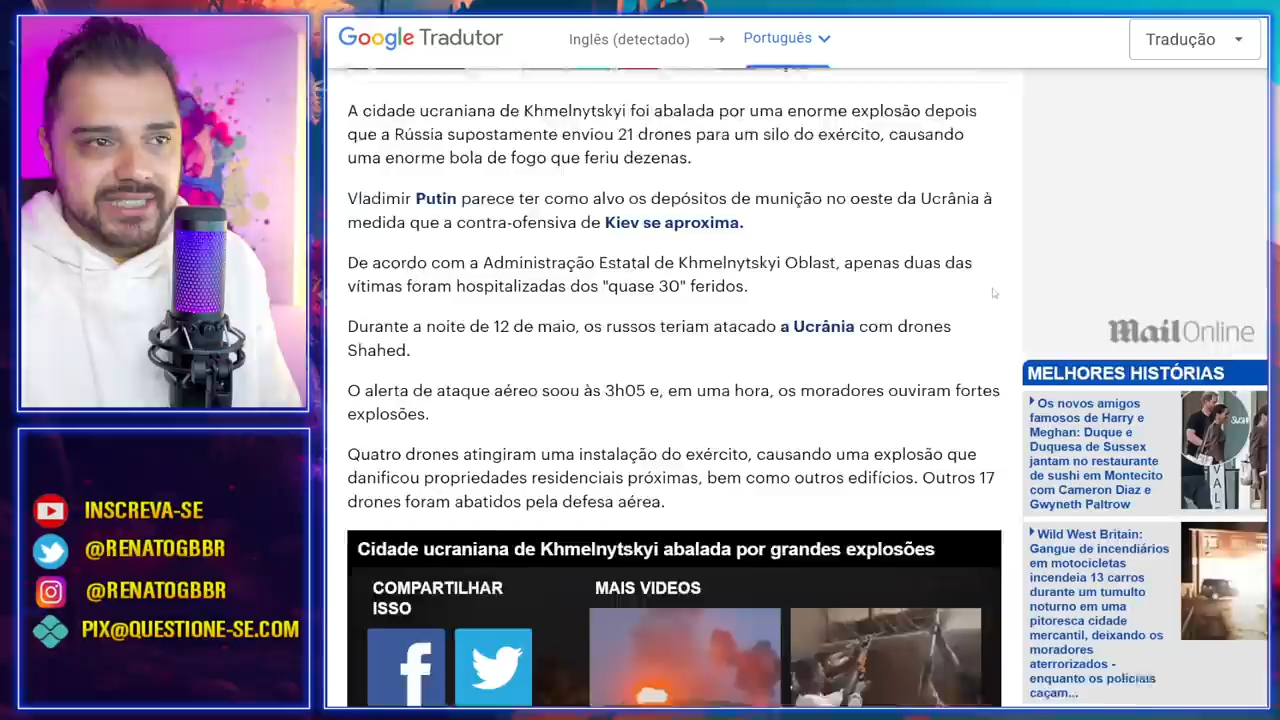 Google Tradutor
Inglês (detectado)
Português
Tradução
A cidade ucraniana de Khmelnytskyi foi abalada por uma enorme explosão depois
que a Rússia supostamente enviou 21 drones para um silo do exército, causando
uma enorme bola de fogo que feriu dezenas.
Vladimir Putin parece ter como alvo os depósitos de munição no oeste da Ucrânia à
medida que a contra-ofensiva de Kiev se aproxima.
De acordo com a Administração Estatal de Khmelnytskyi Oblast, apenas duas das
vítimas foram hospitalizadas dos "quase 30" feridos.
Durante a noite de 12 de maio, os russos teriam atacado a Ucrânia com drones
Shahed.
O alerta de ataque aéreo soou às 3h05 e, em uma hora, os moradores ouviram fortes
explosões.
Quatro drones atingiram uma instalação do exército, causando uma explosão que
danificou propriedades residenciais próximas, bem como outros edifícios. Outros 17
drones foram abatidos pela defesa aérea.
Cidade ucraniana de Khmelnytskyi abalada por grandes explosões
COMPARTILHAR
ISSO
MAIS VIDEOS
Mail Online
MELHORES HISTÓRIAS
Os novos amigos
famosos de Harry e
Meghan: Duque e
Duquesa de Sussex
jantam no restaurante
de sushi em Montecito
com Cameron Diaz e
Gwyneth Paltrow
Wild West Britain:
Gangue de incendiários
em motocicletas
incendeia 13 carros
durante um tumulto
noturno em uma
pitoresca cidade
mercantil, deixando os
moradores
aterrorizados -
enquanto os policiais
caçam...
INSCREVA-SE
@RENATOGBBR
@RENATOGBBR
PIX@QUESTIONE-SE.COM